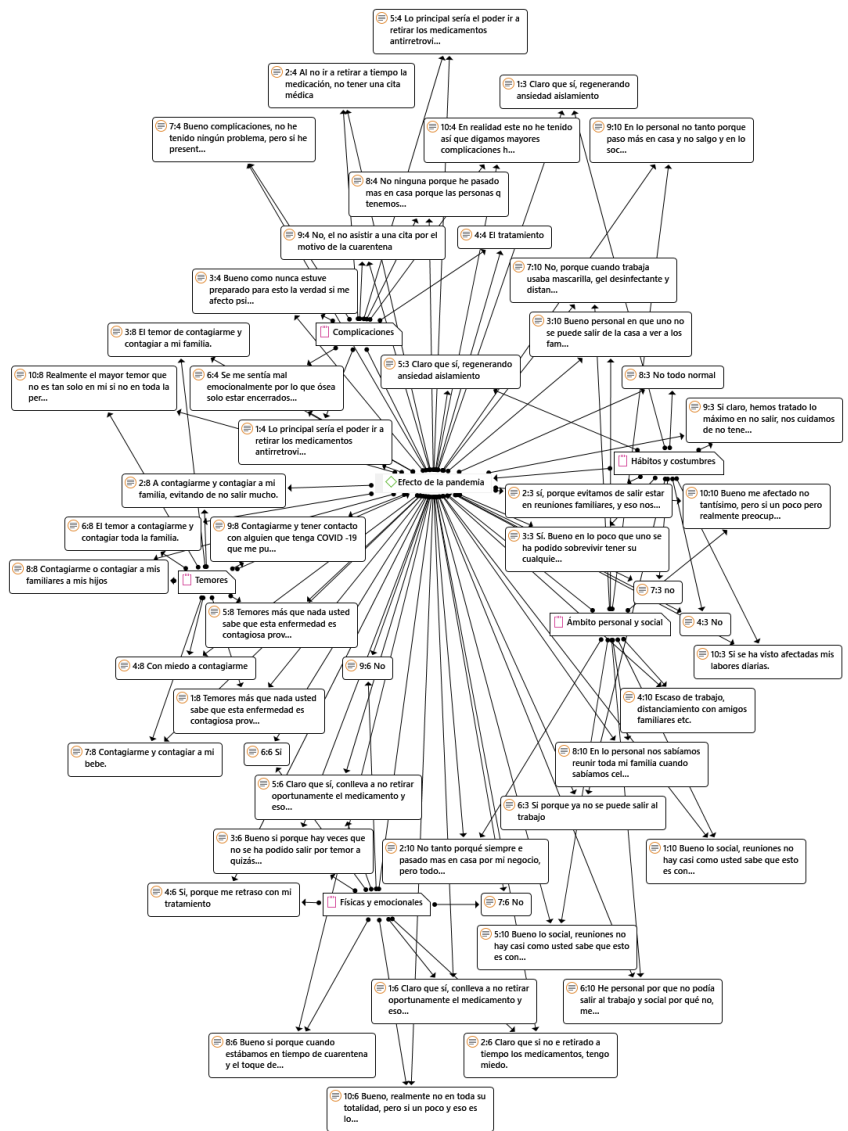 5:4 Lo principal sería el poder ir a
retirar los medicamentos
antirretrovi...
2:4 Al no ir a retirar a tiempo la
medicación, no tener una cita
médica
1:3 Claro que sí, regenerando
ansiedad aislamiento
7:4 Bueno complicaciones, no he
tenido ningún problema, pero si he
present...
10:4 En realidad este no he tenido
así que digamos mayores
complicaciones h...
9:10 En lo personal no tanto porque
paso más en casa y no salgo y en lo
soc...
8:4 No ninguna porque he pasado
mas en casa porque las personas q
tenemos...
9:4 No, el no asistir a una cita por el
motivo de la cuarentena
4:4 El tratamiento
3:4 Bueno como nunca estuve
preparado para esto la verdad si me
afecto psi...
7:10 No, porque cuando trabaja
usaba mascarilla, gel desinfectante y
distan...
3:8 El temor de contagiarme y
contagiar a mi familia.
Complicaciones
3:10 Bueno personal en que uno no
se puede salir de la casa a ver a los
fam...
10:8 Realmente el mayor temor que
no es tan solo en mi si no en toda la
per...
6:4 Se me sentía mal
emocionalmente por lo que ósea
solo estar encerrados...
5:3 Claro que sí, regenerando
ansiedad aislamiento
8:3 No todo normal
1:4 Lo principal sería el poder ir a
retirar los medicamentos
antirretrovi...
9:3 Si claro, hemos tratado lo
máximo en no salir, nos cuidamos
de no tene...
Hábitos y costumbres
2:8 A contagiarme y contagiar a mi
familia, evitando de no salir mucho.
Efecto de la pandemia
2:3 sí, porque evitamos de salir estar
en reuniones familiares, y eso nos...
10:10 Bueno me afectado no
tantísimo, pero si un poco pero
realmente preocup...
6:8 El temor a contagiarme y
contagiar toda la familia.
9:8 Contagiarme y tener contacto
con alguien que tenga COVID -19
que me pu...
3:3 Sí. Bueno en lo poco que uno se
ha podido sobrevivir tener su
cualquie...
8:8 Contagiarme o contagiar a mis
familiares a mis hijos
Temores
7:3 no
5:8 Temores más que nada usted
sabe que esta enfermedad es
contagiosa prov...
Ámbito personal y social
4:3 No
4:8 Con miedo a contagiarme
9:6 No
10:3 Si se ha visto afectadas mis
labores diarias.
1:8 Temores más que nada usted
sabe que esta enfermedad es
contagiosa prov...
4:10 Escaso de trabajo,
distanciamiento con amigos
familiares etc.
7:8 Contagiarme y contagiar a mi
bebe.
6:6 Si
8:10 En lo personal nos sabíamos
reunir toda mi familia cuando
sabíamos cel...
5:6 Claro que sí, conlleva a no retirar
oportunamente el medicamento y
eso...
6:3 Si porque ya no se puede salir al
trabajo
3:6 Bueno si porque hay veces que
no se ha podido salir por temor a
quizás...
2:10 No tanto porqué siempre e
pasado mas en casa por mi negocio,
pero todo...
1:10 Bueno lo social, reuniones no
hay casi como usted sabe que esto
es con...
4:6 Si, porque me retraso con mi
tratamiento
Físicas y emocionales
7:6 No
5:10 Bueno lo social, reuniones no
hay casi como usted sabe que esto
es con...
1:6 Claro que sí, conlleva a no retirar
oportunamente el medicamento y
eso...
6:10 He personal por que no podía
salir al trabajo y social por qué no,
me...
8:6 Bueno si porque cuando
estábamos en tiempo de cuarentena
y el toque de...
2:6 Claro que si no e retirado a
tiempo los medicamentos, tengo
miedo.
10:6 Bueno, realmente no en toda su
totalidad, pero si un poco y eso es
lo...